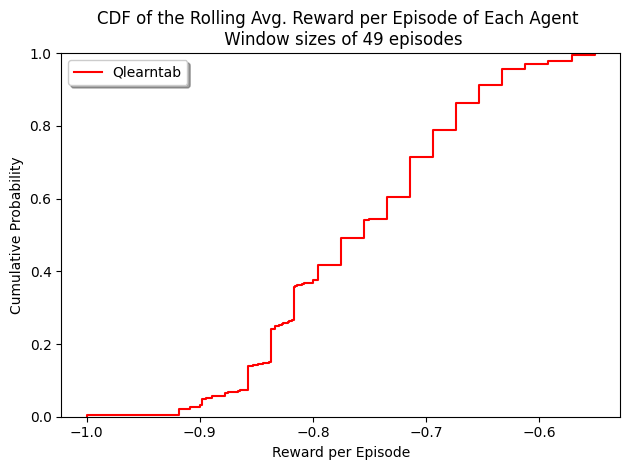 CDF of the Rolling Avg. Reward per Episode of Each Agent
Window sizes of 49 episodes
Qlearntab
1.0
0.8
0.6
0.4
0.2
0.0
Cumulative Probability
−1.0
−0.9
−0.8
−0.7
−0.6
Reward per Episode